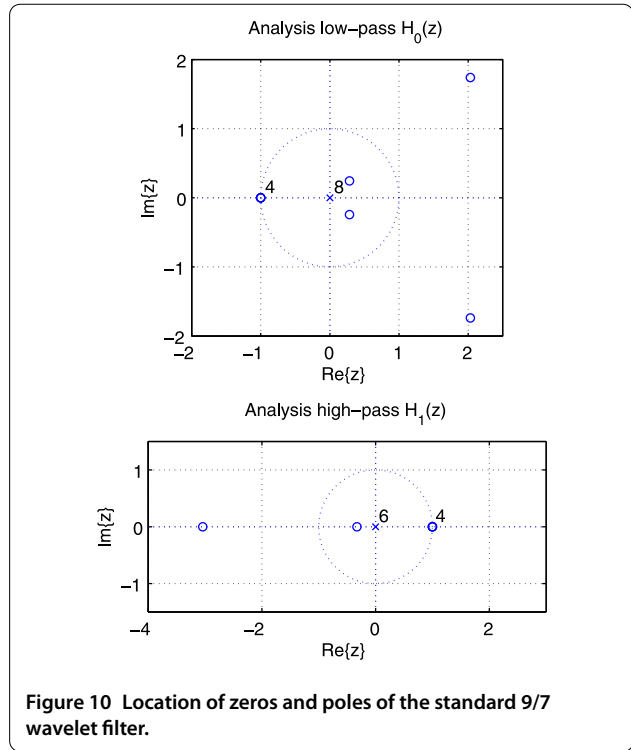 Analysis low−pass H0(z)
2
1
0
−1
−2
Im{z}
4
8
−2 −1 0 1 2
Re{z}
Analysis high−pass H1(z)
1
0
−1
Im{z}
6 4
−4 −2 0 2
Re{z}
Figure 10 Location of zeros and poles of the standard 9/7
wavelet filter.